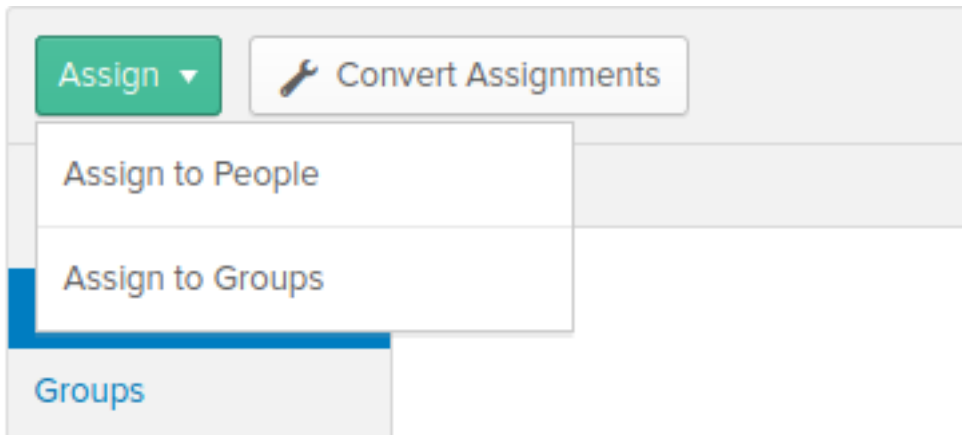 Assign
Convert Assignments
Assign to People
Assign to Groups
Groups